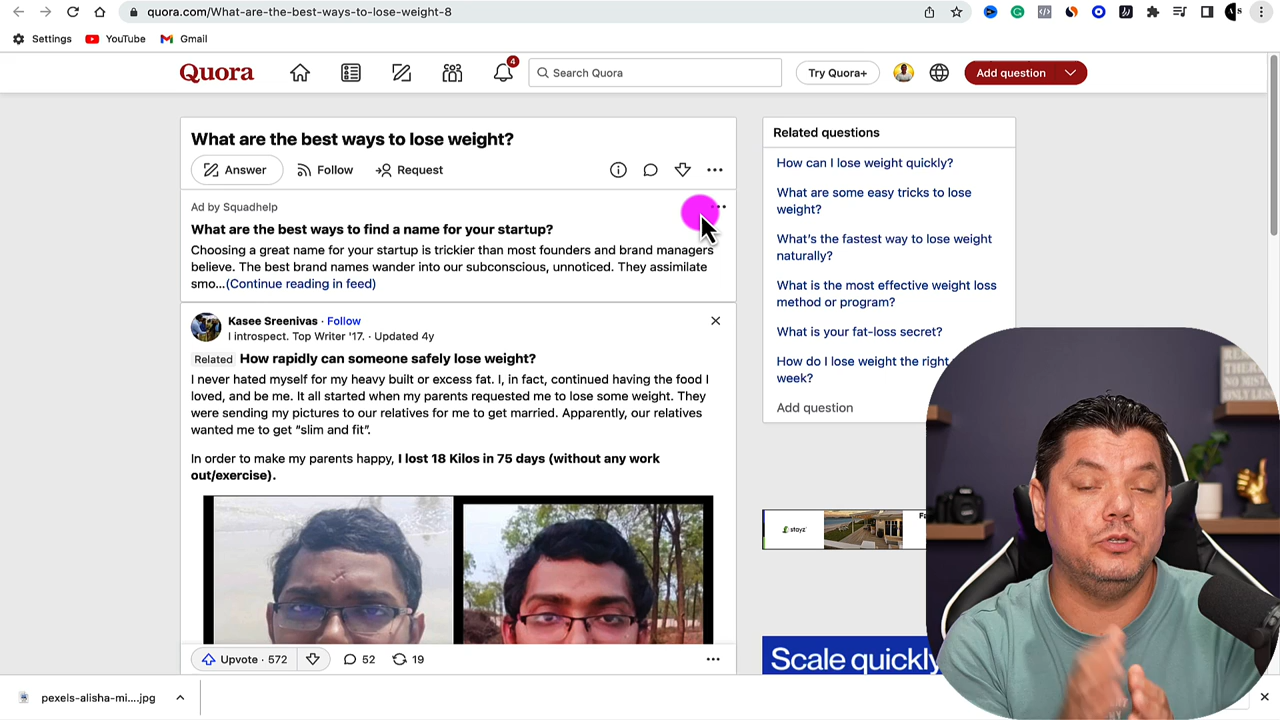 quora.com/What-are-the-best-ways-to-lose-weight-8
Settings
YouTube
Gmail
Quora
4
Search Quora
Try Quora+
Add question
What are the best ways to lose weight?
Answer
Follow
Request
Ad by Squadhelp
What are the best ways to find a name for your startup?
Choosing a great name for your startup is trickier than most founders and brand managers
believe. The best brand names wander into our subconscious, unnoticed. They assimilate
smo...(Continue reading in feed)
Kasee Sreenivas · Follow
I introspect. Top Writer '17. · Updated 4y
Related How rapidly can someone safely lose weight?
I never hated myself for my heavy built or excess fat. I, in fact, continued having the food I
loved, and be me. It all started when my parents requested me to lose some weight. They
were sending my pictures to our relatives for me to get married. Apparently, our relatives
wanted me to get “slim and fit”.
In order to make my parents happy, I lost 18 Kilos in 75 days (without any work
out/exercise).
Upvote · 572
52
19
Related questions
How can I lose weight quickly?
What are some easy tricks to lose
weight?
What's the fastest way to lose weight
naturally?
What is the most effective weight loss
method or program?
What is your fat-loss secret?
How do I lose weight the right
week?
Add question
stayz
Fa
Scale quickly
pexels-alisha-mi....jpg